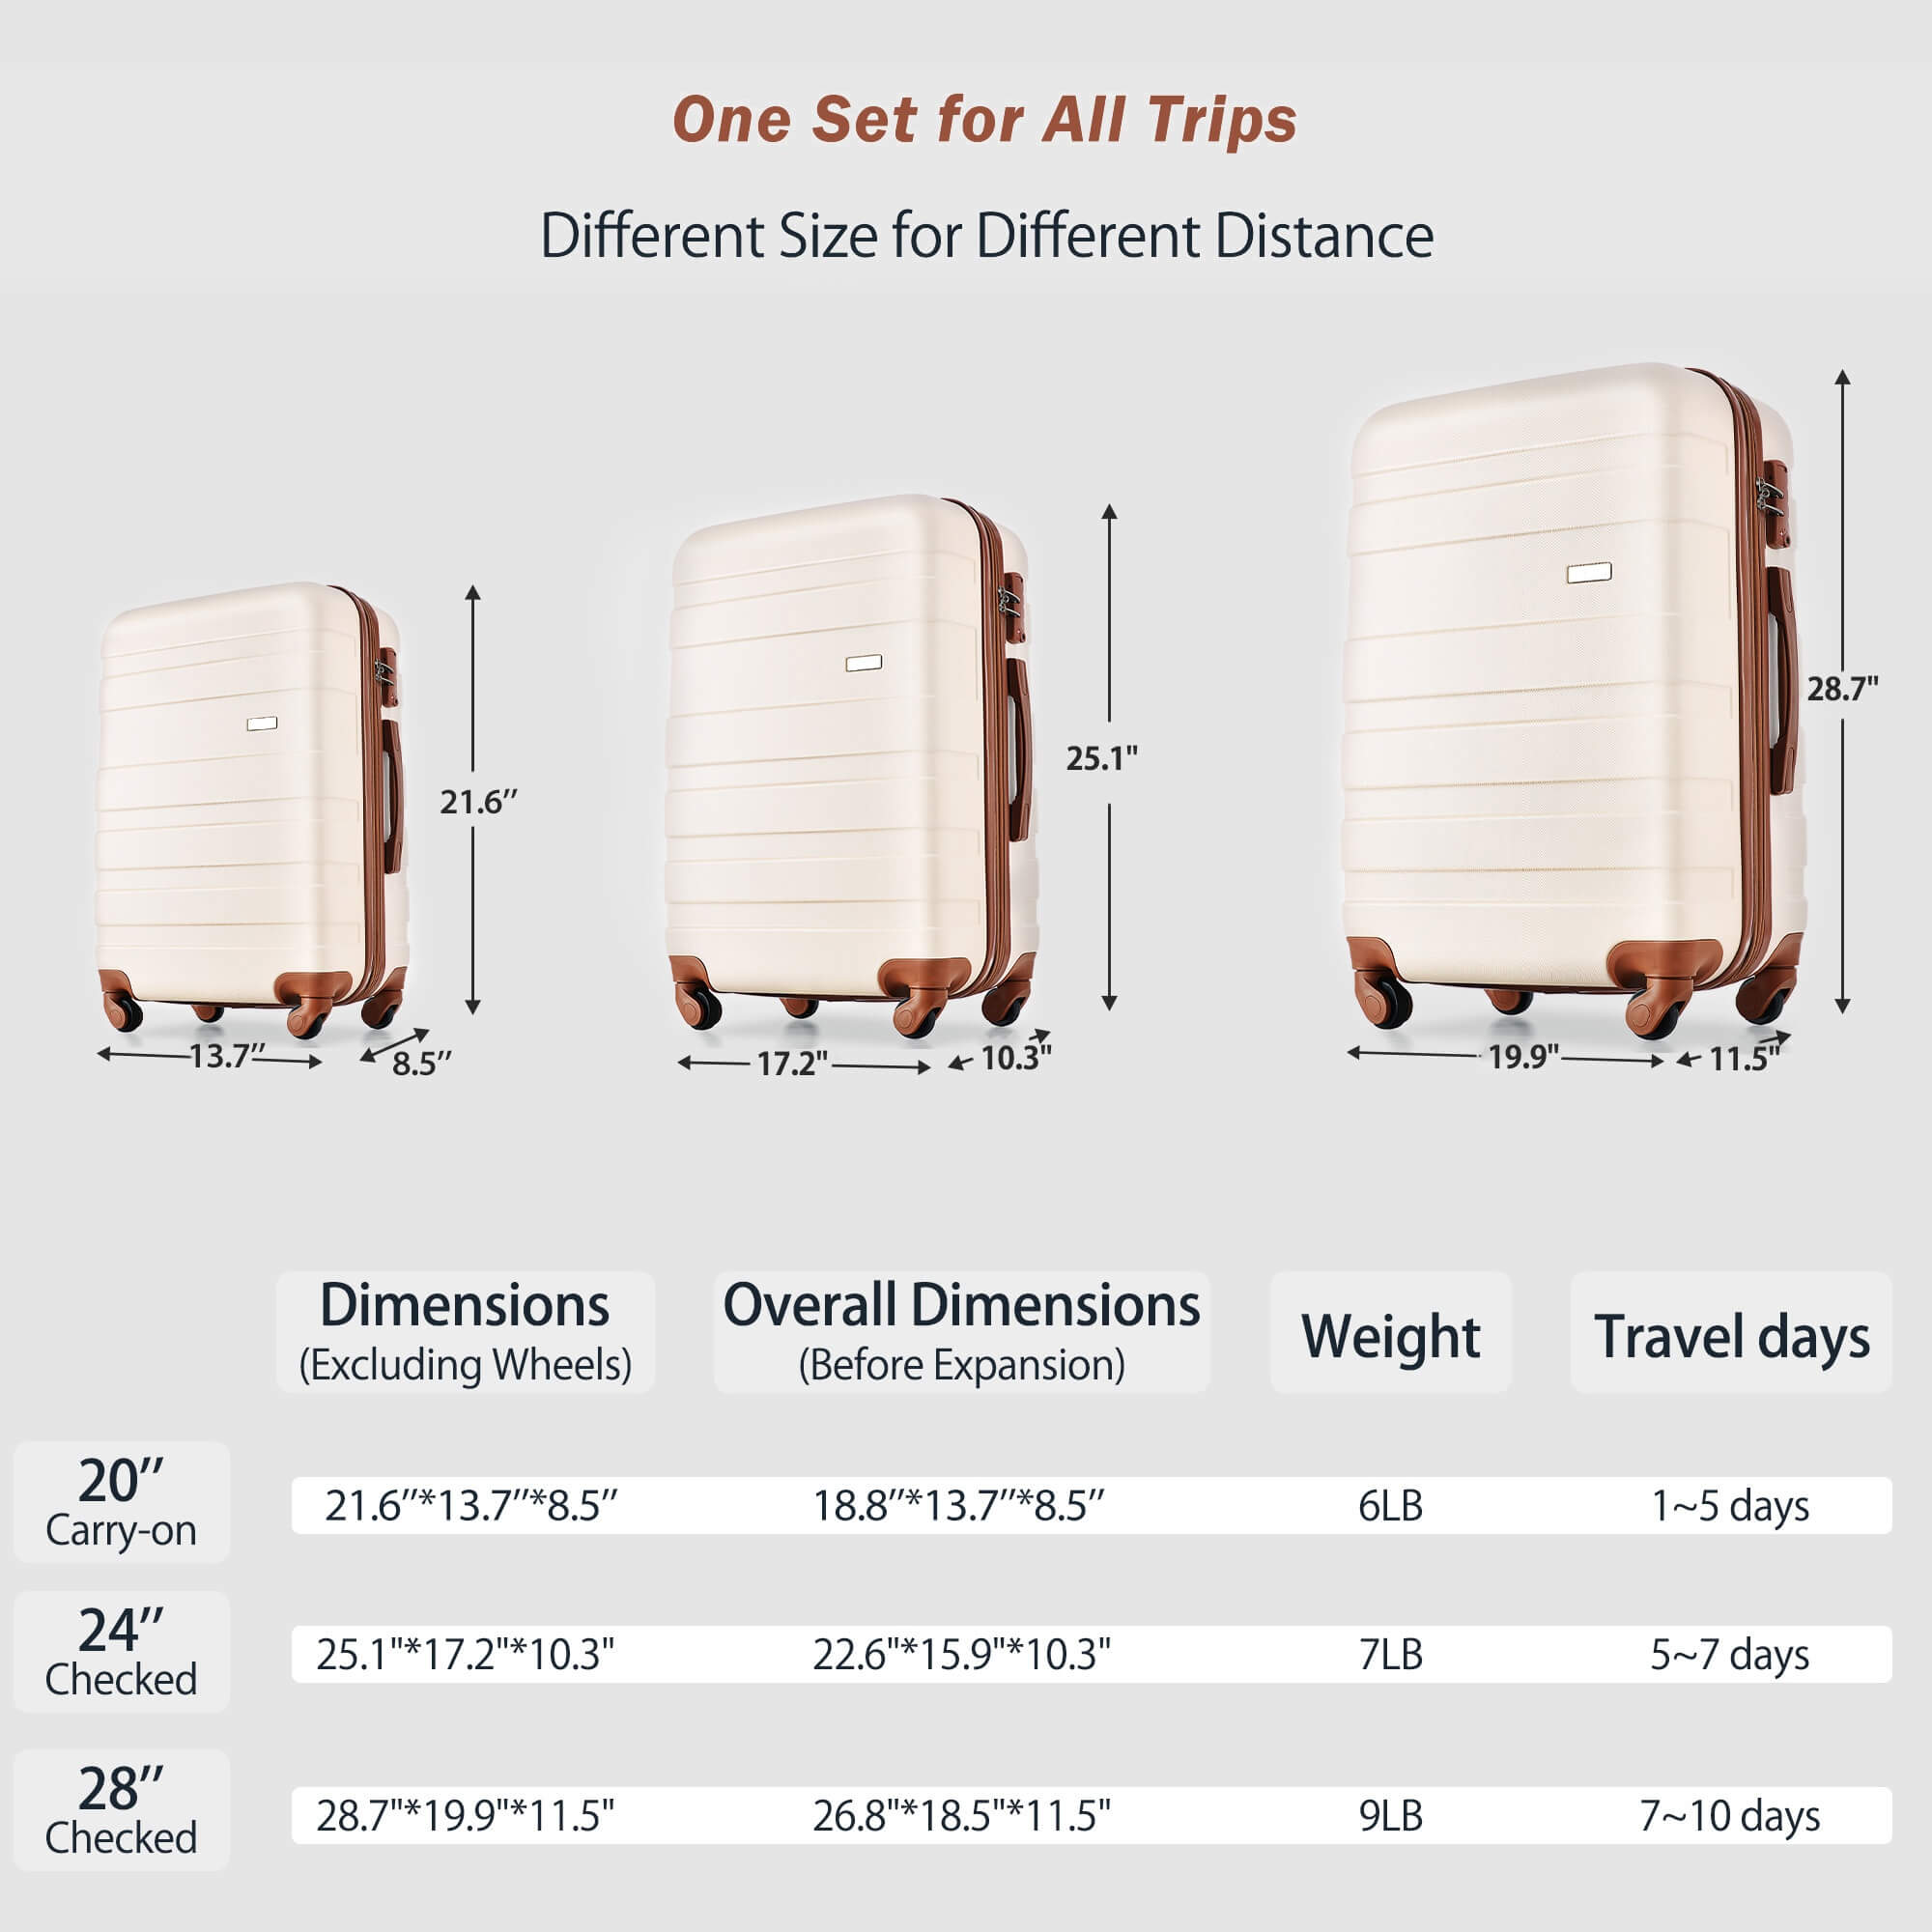 One Set for All Trips
Different Size for Different Distance
21.6’’
13.7’’
8.5’’
25.1"
17.2"
10.3"
28.7"
19.9"
11.5"
Dimensions
(Excluding Wheels)
Overall Dimensions
(Before Expansion)
Weight
Travel days
20’’
Carry-on
21.6’’*13.7’’*8.5’’ 18.8’’*13.7’’*8.5’’ 6LB 1~5 days
24’’
Checked
25.1"*17.2"*10.3" 22.6"*15.9"*10.3" 7LB 5~7 days
28’’
Checked
28.7"*19.9"*11.5" 26.8"*18.5"*11.5" 9LB 7~10 days